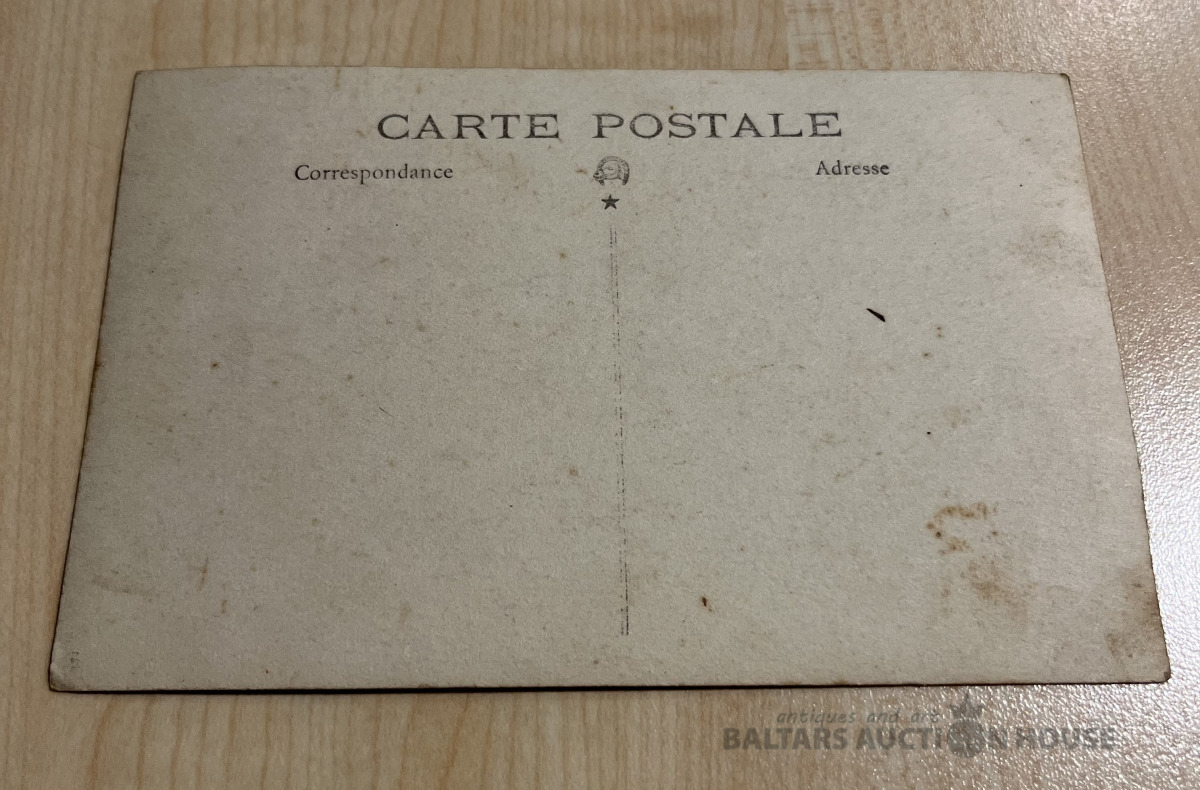 CARTE POSTALE
Correspondance
Adresse
antiques and art
BALTARS AUCTION HOUSE